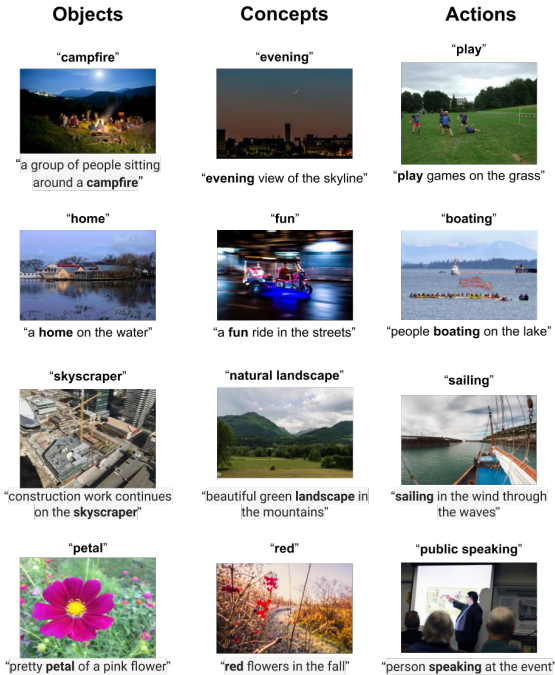 Objects
Concepts
Actions
“campfire”
“evening”
“play”
“a group of people sitting
around a campfire”
“evening view of the skyline”
“play games on the grass”
“home”
“fun”
“boating”
“a home on the water”
“a fun ride in the streets”
“people boating on the lake”
“skyscraper”
“natural landscape”
“sailing”
“construction work continues
on the skyscraper”
“beautiful green landscape in
the mountains”
“sailing in the wind through
the waves”
“petal”
“red”
“public speaking”
“pretty petal of a pink flower”
“red flowers in the fall”
“person speaking at the event”